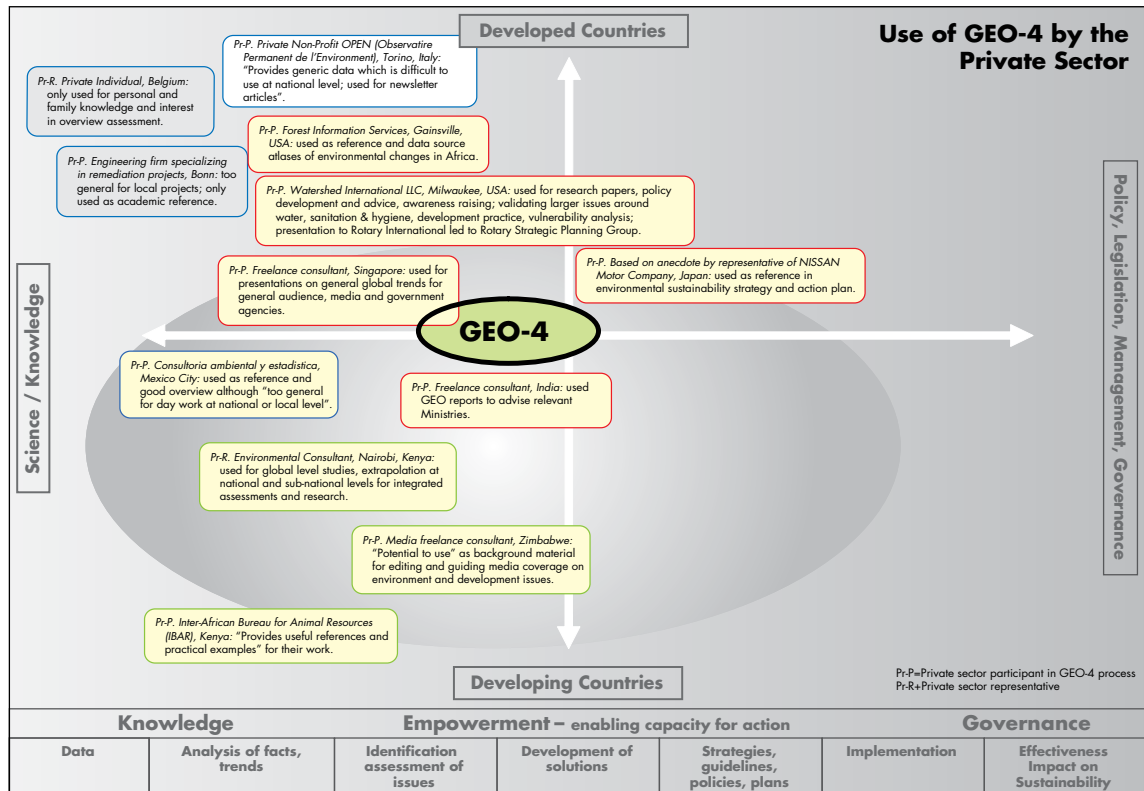 Use of GEO-4 by the
Private Sector
Developed Countries
Pr-P. Private Non-Profit OPEN (Observatire
Permanent de l'Environment), Torino, Italy:
"Provides generic data which is difficult to
use at national level; used for newsletter
articles".
Pr-R. Private Individual, Belgium:
only used for personal and
family knowledge and interest
in overview assessment.
Pr-P. Forest Information Services, Gainsville,
USA: used as reference and data source
atlases of environmental changes in Africa.
Pr-P. Engineering firm specializing
in remediation projects, Bonn: too
general for local projects; only
used as academic reference.
Pr-P. Watershed International LLC, Milwaukee, USA: used for research papers, policy
development and advice, awareness raising; validating larger issues around
water, sanitation & hygiene, development practice, vulnerability analysis;
presentation to Rotary International led to Rotary Strategic Planning Group.
Pr-P. Freelance consultant, Singapore: used for
presentations on general global trends for
general audience, media and government
agencies.
Pr-P. Based on anecdote by representative of NISSAN
Motor Company, Japan: used as reference in
environmental sustainability strategy and action plan.
GEO-4
Science / Knowledge
Policy, Legislation, Management, Governance
Pr-P. Consultoria ambiental y estadistica,
Mexico City: used as reference and
good overview although "too general
for day work at national or local level".
Pr-P. Freelance consultant, India: used
GEO reports to advise relevant
Ministries.
Pr-R. Environmental Consultant, Nairobi, Kenya:
used for global level studies, extrapolation at
national and sub-national levels for integrated
assessments and research.
Pr-P. Media freelance consultant, Zimbabwe:
"Potential to use" as background material
for editing and guiding media coverage on
environment and development issues.
Pr-P. Inter-African Bureau for Animal Resources
(IBAR), Kenya: "Provides useful references and
practical examples" for their work.
Developing Countries
Pr-P=Private sector participant in GEO-4 process
Pr-R+Private sector representative
Knowledge
Empowerment – enabling capacity for action
Governance
Data
Analysis of facts,
trends
Identification
assessment of
issues
Development of
solutions
Strategies,
guidelines,
policies, plans
Implementation
Effectiveness
Impact on
Sustainability